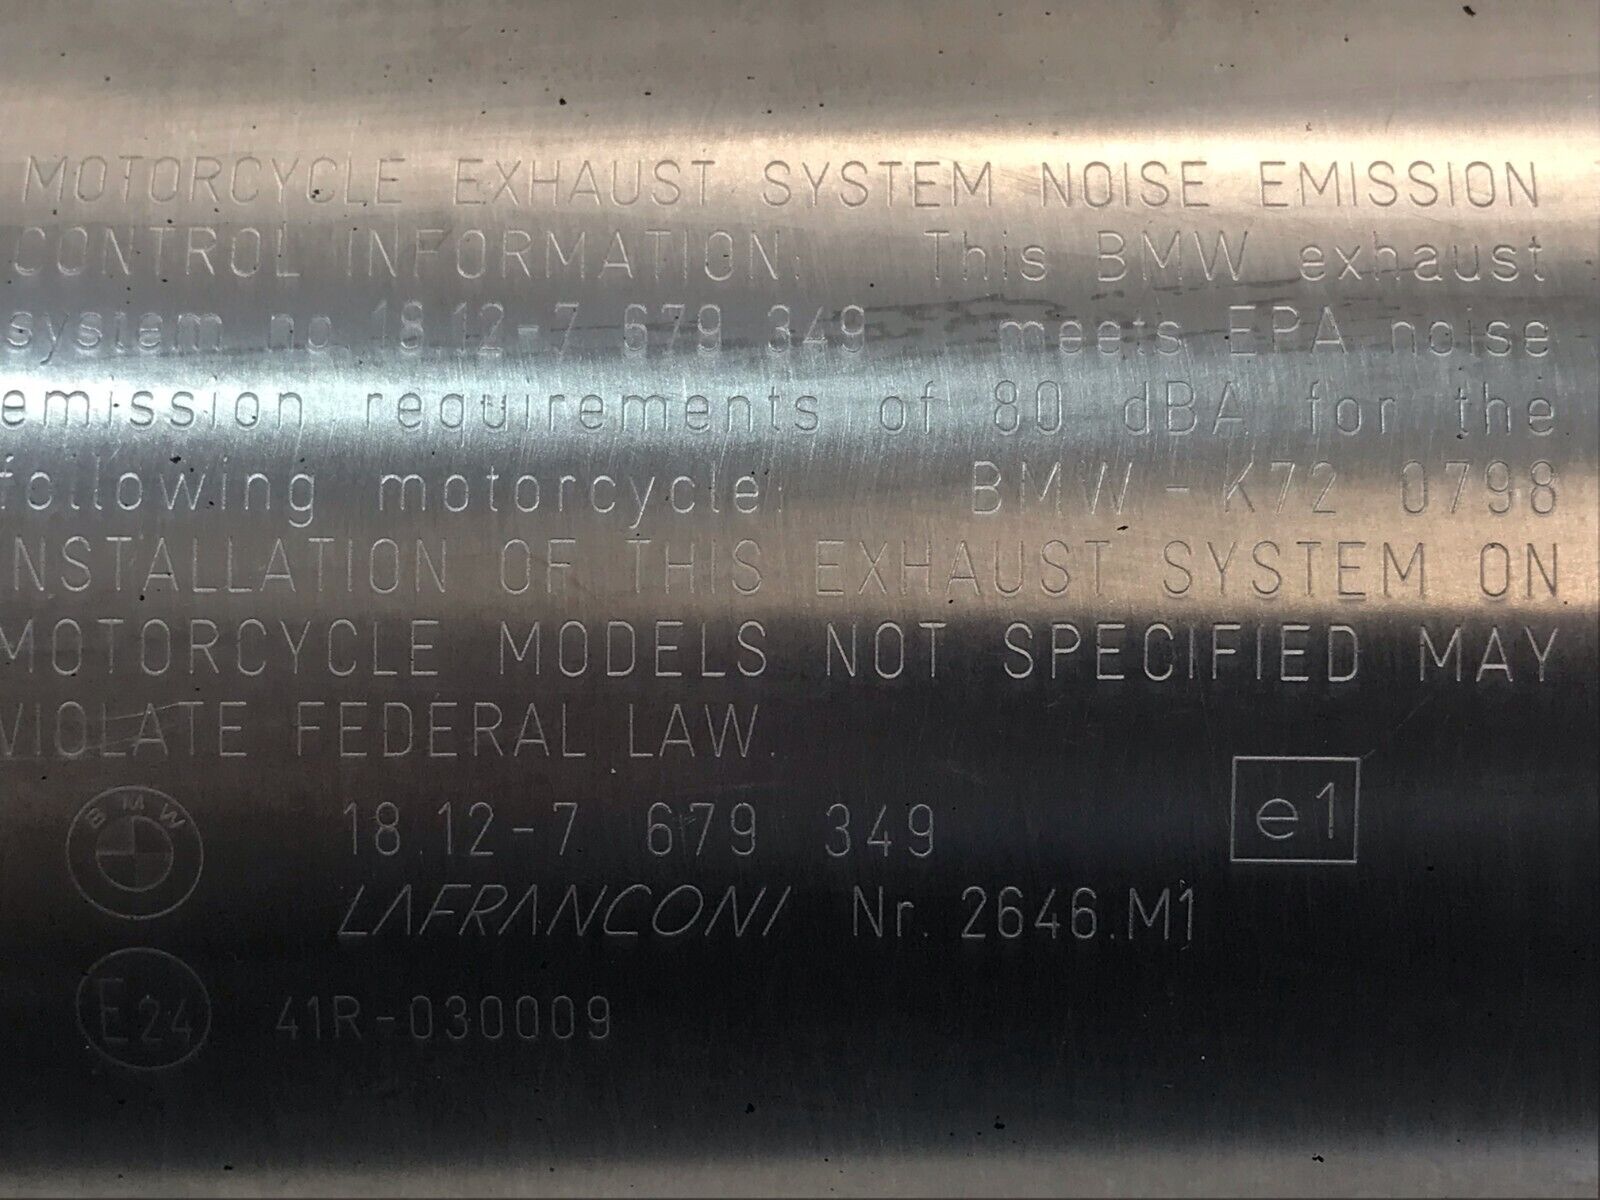 MOTORCYCLE EXHAUST SYSTEM NOISE EMISSION
CONTROL INFORMATION. This BMW exhaust
system no. 18.12-7 679 349 meets EPA noise
emission requirements of 80 dBA for the
following motorcycle: BMW-K72 0798
INSTALLATION OF THIS EXHAUST SYSTEM ON
MOTORCYCLE MODELS NOT SPECIFIED MAY
VIOLATE FEDERAL LAW.
BMW 18.12-7 679 349 e1
LAFRANCONI Nr. 2646.M1
E24 41R-030009